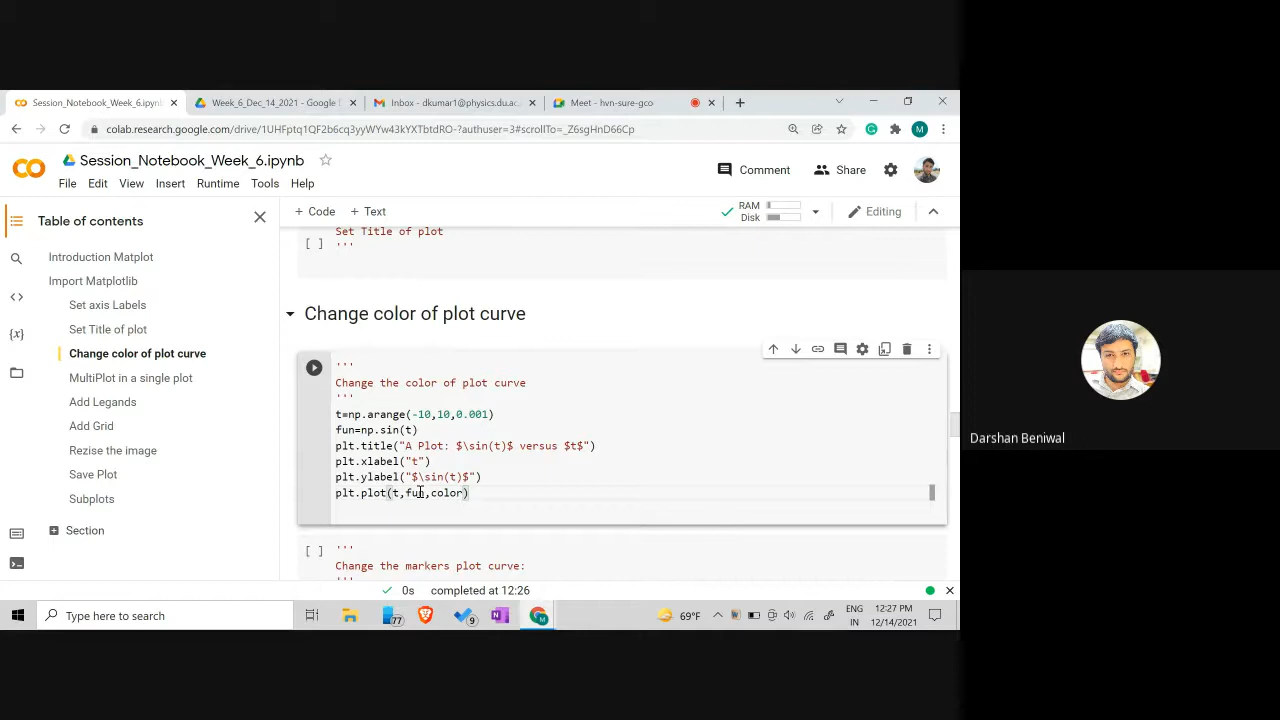 Session_Notebook_Week_6.ipynb
Week_6_Dec_14_2021 - Google
Inbox - dkumar1@physics.du.ac.
Meet - hvn-sure-gco
colab.research.google.com/drive/1UHFptq1QF2b6cq3yyWYw43kYXTbtdRO-?authuser=3#scrollTo=_Z6sgHnD66Cp
M
CO
Session_Notebook_Week_6.ipynb
Comment
Share
File Edit View Insert Runtime Tools Help
Table of contents
+ Code + Text
RAM
Disk
Editing
Introduction Matplot
Import Matplotlib
Set axis Labels
Set Title of plot
Change color of plot curve
MultiPlot in a single plot
Add Legands
Add Grid
Rezise the image
Save Plot
Subplots
Section
[ ]
Set Title of plot
'''
Change color of plot curve
'''
Change the color of plot curve
'''
t=np.arange(-10,10,0.001)
fun=np.sin(t)
plt.title("A Plot: $\sin(t)$ versus $t$")
plt.xlabel("t")
plt.ylabel("$\sin(t)$")
plt.plot(t,fun,color)
[ ]
'''
Change the markers plot curve:
'''
0s completed at 12:26
Type here to search
77
9
69°F
ENG
IN
12:27 PM
12/14/2021
Darshan Beniwal